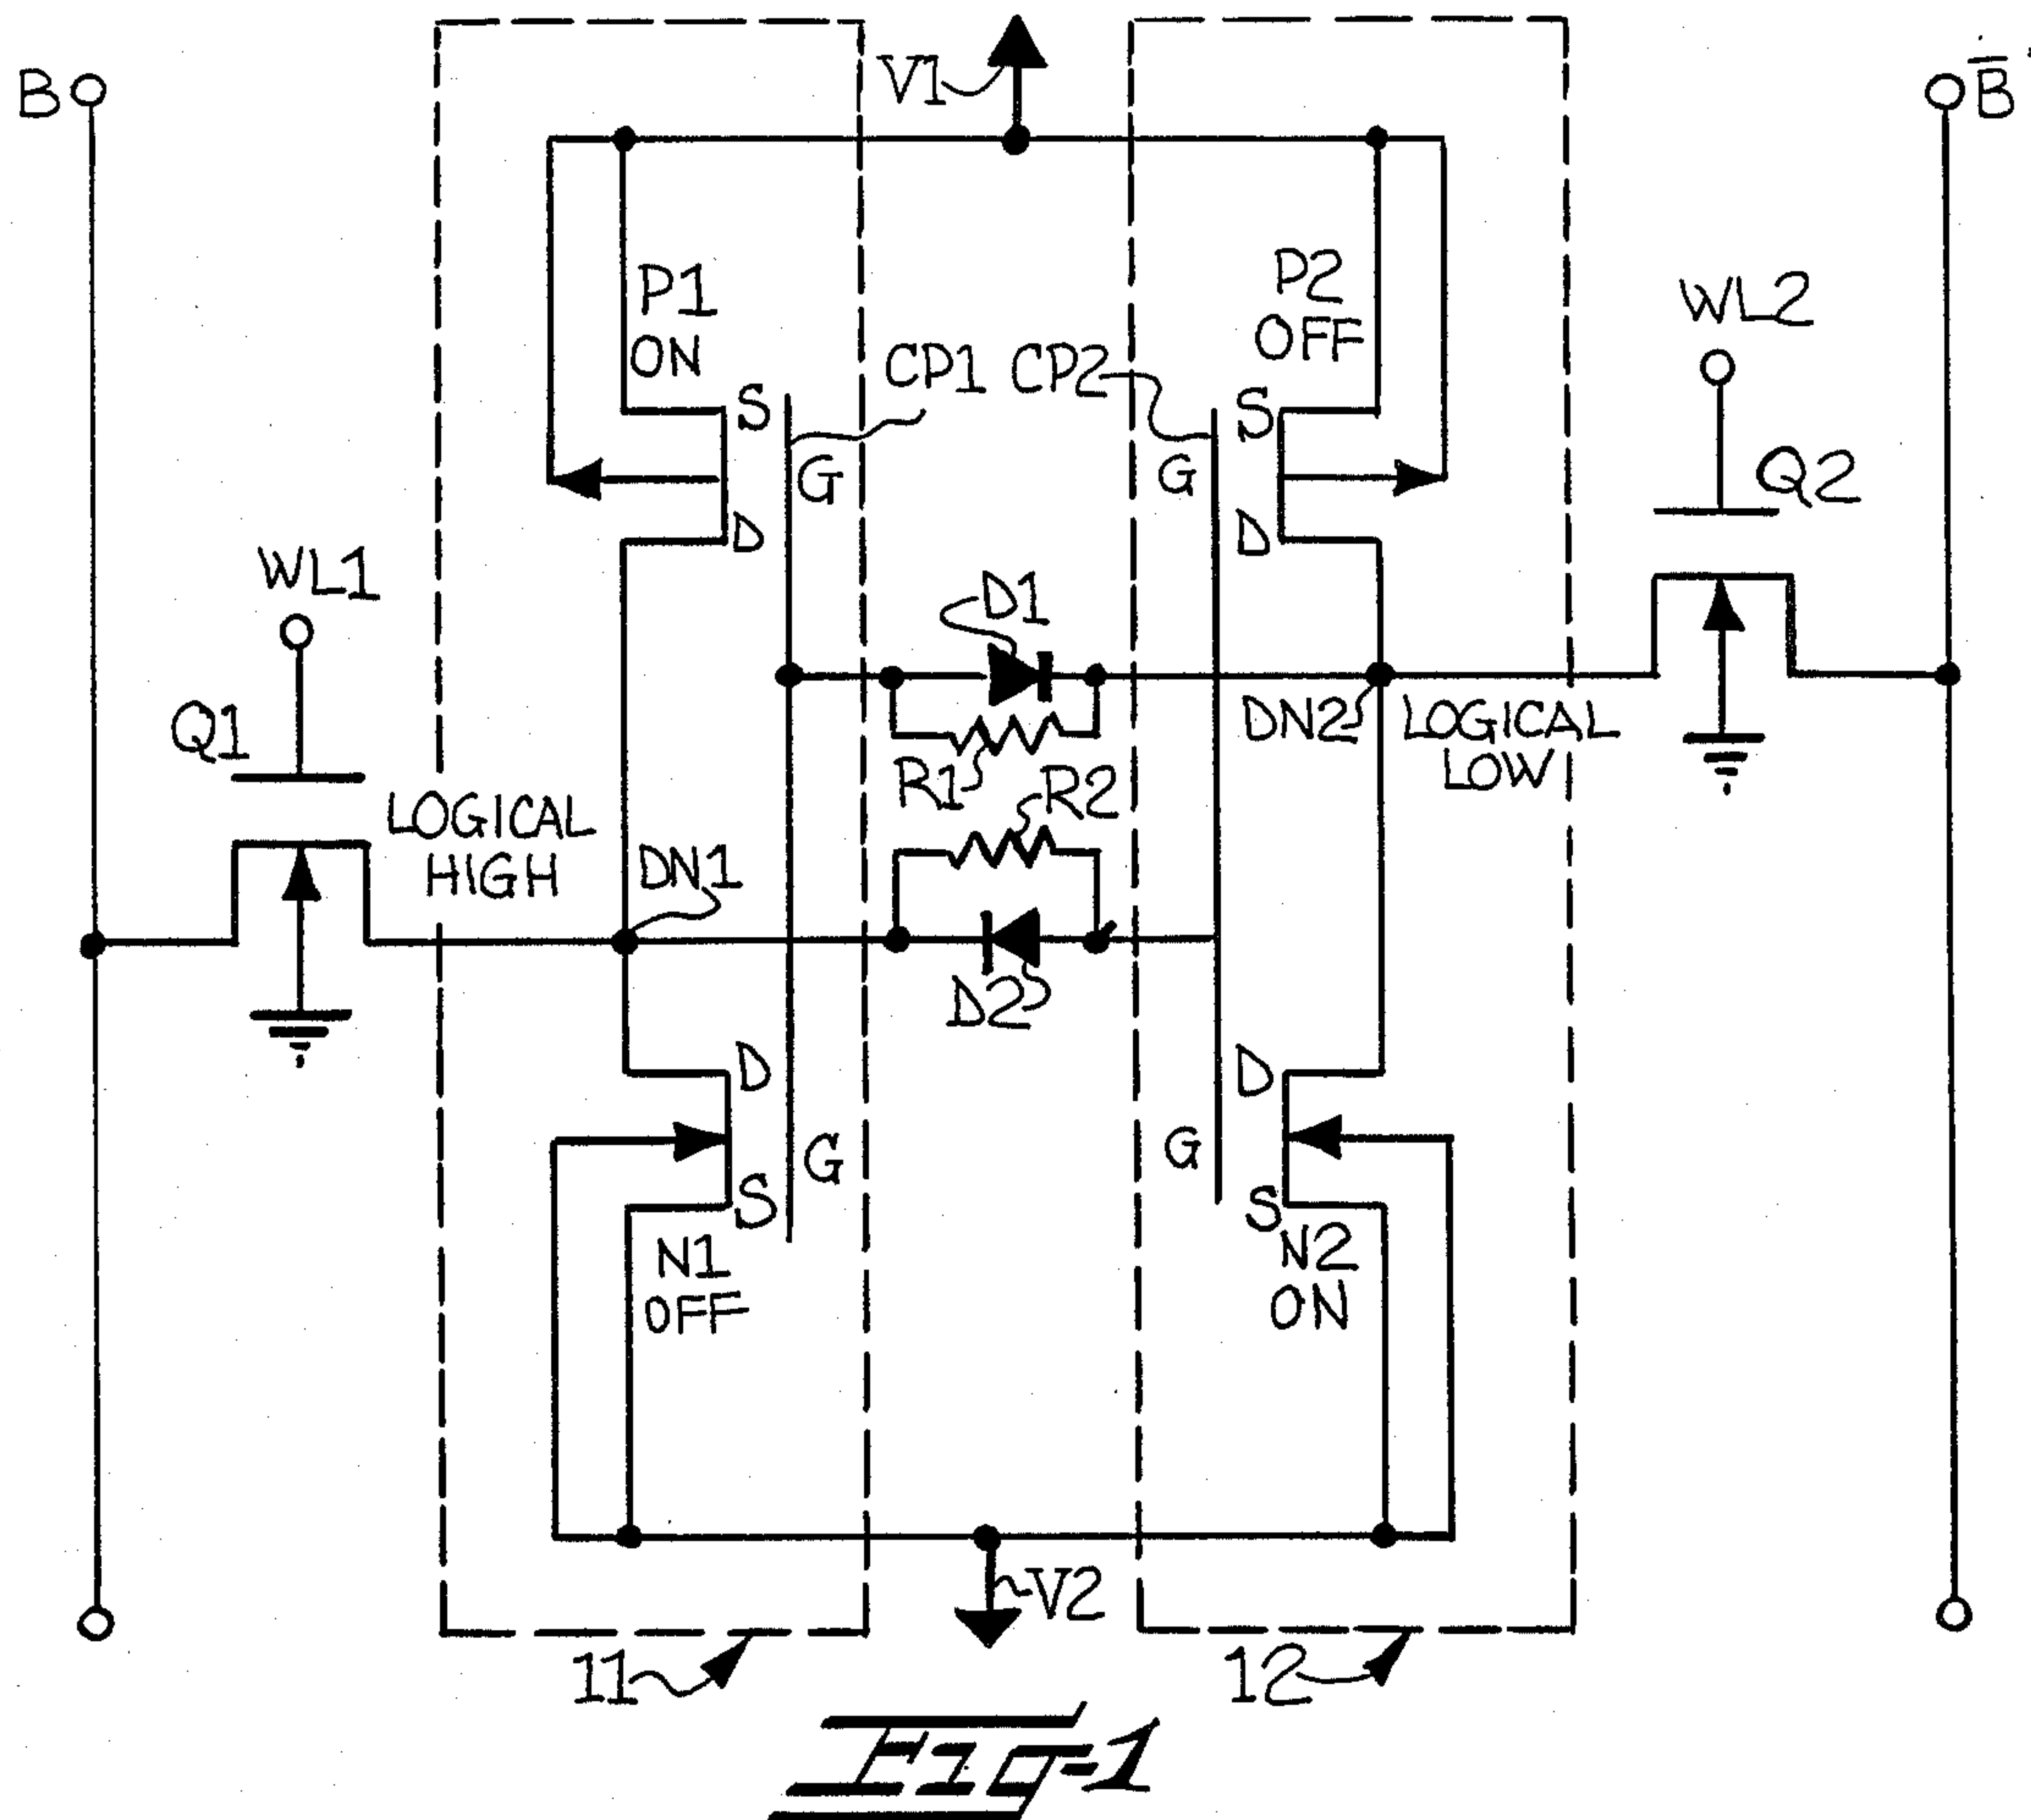 B
V1
B̅
P1
ON
P2
OFF
WL2
CP1
CP2
S
G
D
S
G
D
Q2
WL1
D1
Q1
DN2
LOGICAL
LOW
R1
R2
LOGICAL
HIGH
DN1
D2
D
G
S
D
G
S
N1
OFF
N2
ON
V2
11
12
Fig-1